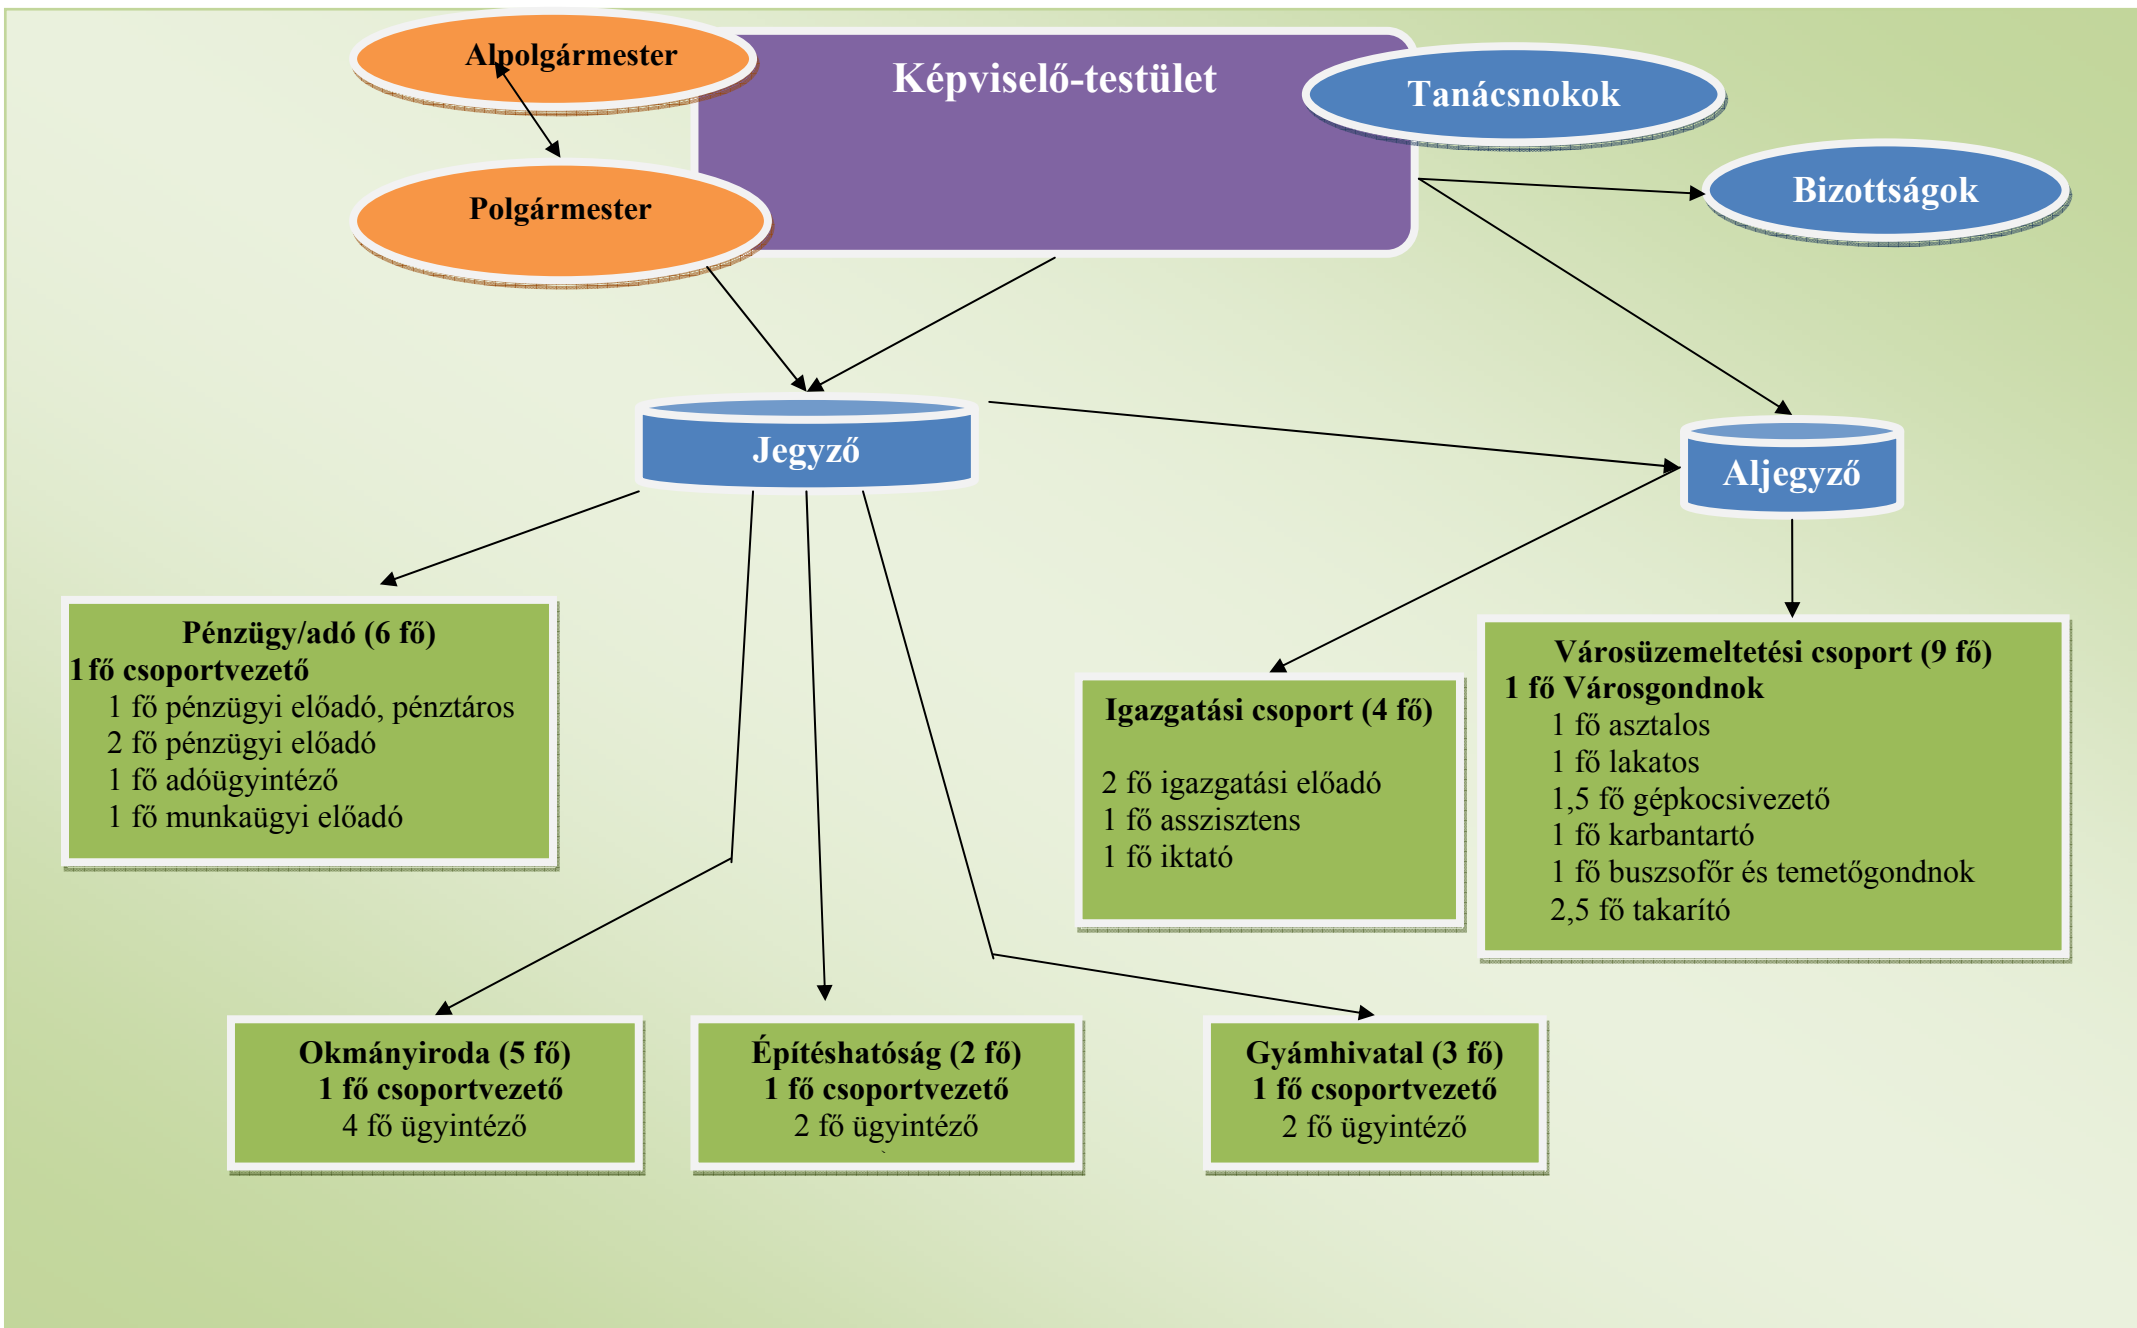 Alpolgármester
Képviselő-testület
Tanácsnokok
Bizottságok
Polgármester
Jegyző
Aljegyző
Pénzügy/adó (6 fő)
1 fő csoportvezető
1 fő pénzügyi előadó, pénztáros
2 fő pénzügyi előadó
1 fő adóügyintéző
1 fő munkaügyi előadó
Igazgatási csoport (4 fő)
2 fő igazgatási előadó
1 fő asszisztens
1 fő iktató
Városüzemeltetési csoport (9 fő)
1 fő Városgondnok
1 fő asztalos
1 fő lakatos
1,5 fő gépkocsivezető
1 fő karbantartó
1 fő buszsofőr és temetőgondnok
2,5 fő takarító
Okmányiroda (5 fő)
1 fő csoportvezető
4 fő ügyintéző
Építéshatóság (2 fő)
1 fő csoportvezető
2 fő ügyintéző
Gyámhivatal (3 fő)
1 fő csoportvezető
2 fő ügyintéző